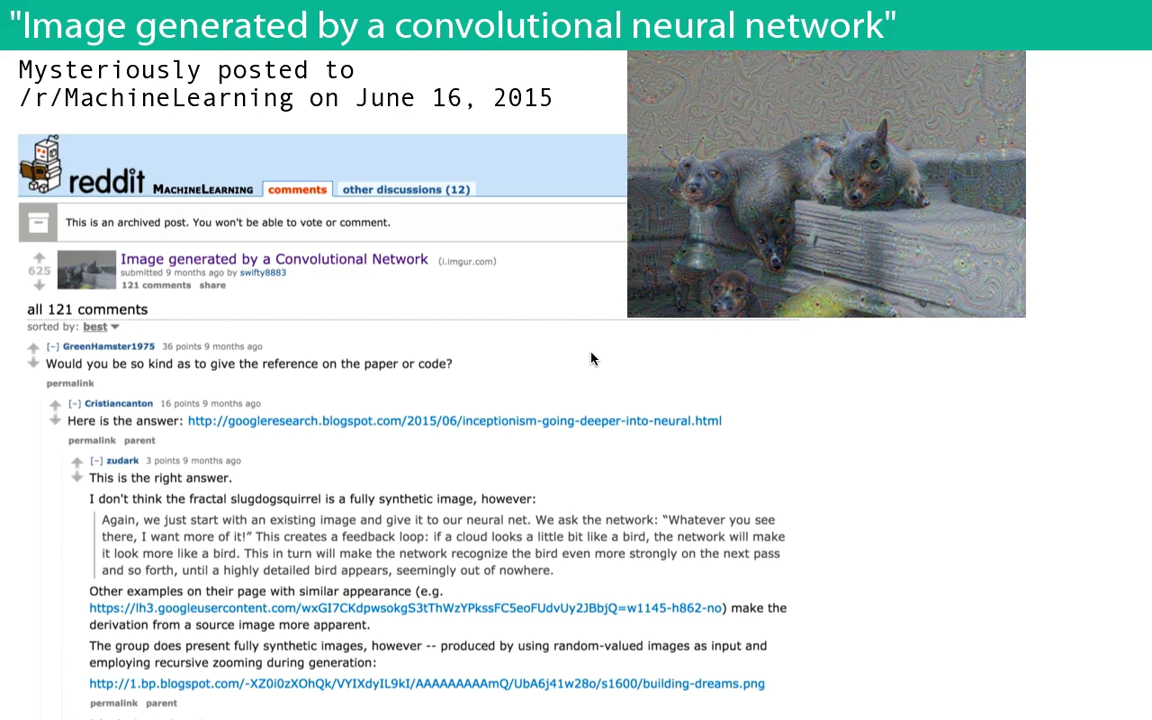 "Image generated by a convolutional neural network"
Mysteriously posted to
/r/MachineLearning on June 16, 2015
reddit MACHINELEARNING comments other discussions (12)
This is an archived post. You won't be able to vote or comment.
Image generated by a Convolutional Network (i.imgur.com)
625 submitted 9 months ago by swifty8883
121 comments share
all 121 comments
sorted by: best
[-] GreenHamster1975 36 points 9 months ago
Would you be so kind as to give the reference on the paper or code?
permalink
[-] Cristiancanton 16 points 9 months ago
Here is the answer: http://googleresearch.blogspot.com/2015/06/inceptionism-going-deeper-into-neural.html
permalink parent
[-] zudark 3 points 9 months ago
This is the right answer.
I don't think the fractal slugdogsquirrel is a fully synthetic image, however:
Again, we just start with an existing image and give it to our neural net. We ask the network: "Whatever you see
there, I want more of it!" This creates a feedback loop: if a cloud looks a little bit like a bird, the network will make
it look more like a bird. This in turn will make the network recognize the bird even more strongly on the next pass
and so forth, until a highly detailed bird appears, seemingly out of nowhere.
Other examples on their page with similar appearance (e.g.
https://lh3.googleusercontent.com/wxGI7CKdpwsokgS3tThWzYPkssFC5eoFUdvUy2JBbjQ=w1145-h862-no) make the
derivation from a source image more apparent.
The group does present fully synthetic images, however -- produced by using random-valued images as input and
employing recursive zooming during generation:
http://1.bp.blogspot.com/-XZ0i0zXOhQk/VYIXdyIL9kI/AAAAAAAAAmQ/UbA6j41w28o/s1600/building-dreams.png
permalink parent